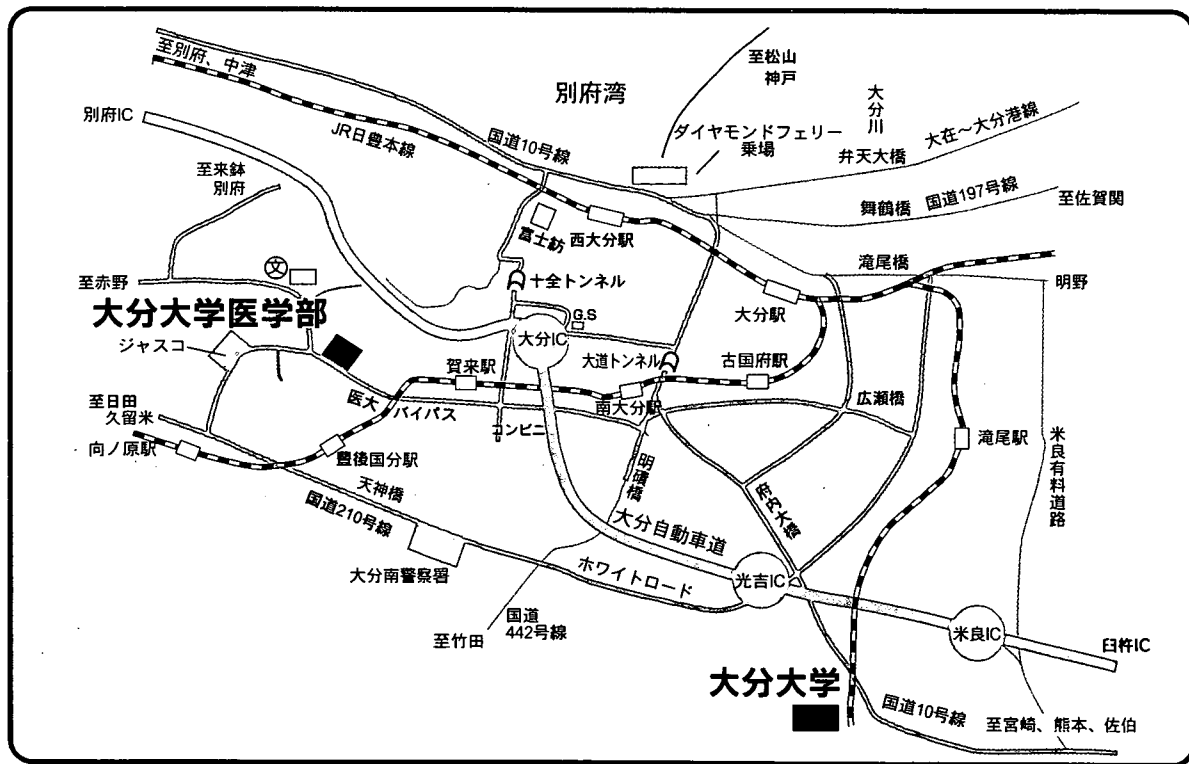 至別府、中津
別府IC
JR日豊本線
国道10号線
別府湾
至松山
神戸
ダイヤモンドフェリー
乗場
大分川
弁天大橋
大在～大分港線
舞鶴橋
国道197号線
至佐賀関
至来鉢
別府
富士紡
西大分駅
文
至赤野
十全トンネル
滝尾橋
明野
大分大学医学部
ジャスコ
G.S
大分IC
大分駅
賀来駅
大道トンネル
古国府駅
至日田
久留米
医大バイパス
コンビニ
南大分駅
広瀬橋
向ノ原駅
豊後国分駅
滝尾駅
米良有料道路
天神橋
国道210号線
明磧橋
府内大橋
大分自動車道
大分南警察署
ホワイトロード
光吉IC
国道
442号線
至竹田
米良IC
臼杵IC
大分大学
国道10号線
至宮崎、熊本、佐伯